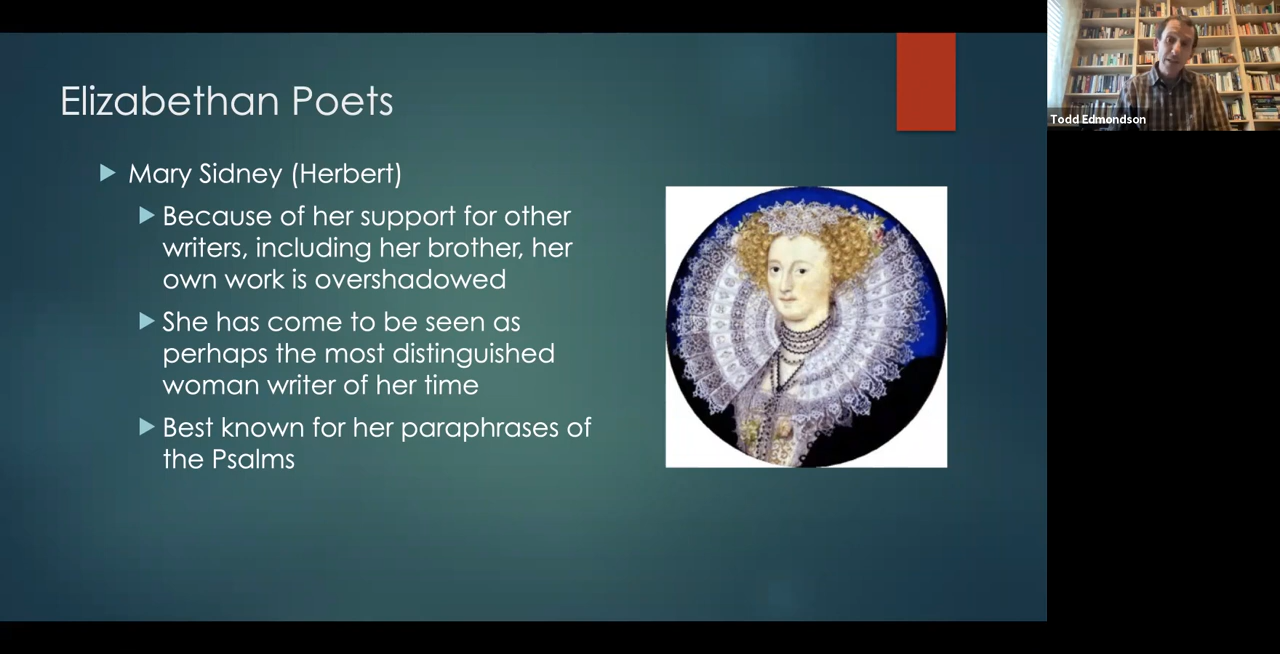 Elizabethan Poets
Mary Sidney (Herbert)
Because of her support for other
writers, including her brother, her
own work is overshadowed
She has come to be seen as
perhaps the most distinguished
woman writer of her time
Best known for her paraphrases of
the Psalms
Todd Edmondson